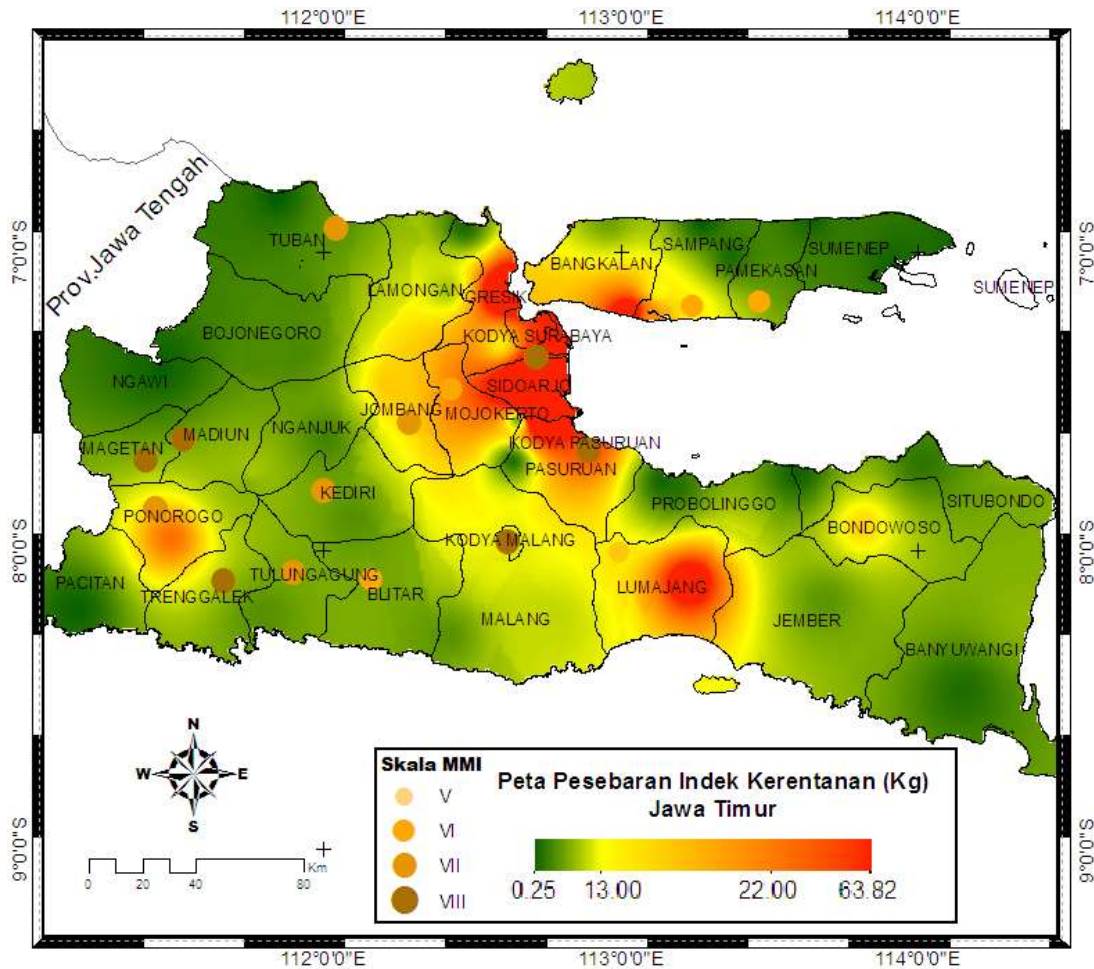 112°0'0"E 113°0'0"E 114°0'0"E
7°0'0"S
8°0'0"S
9°0'0"S
7°0'0"S
8°0'0"S
9°0'0"S
Prov.Jawa Tengah
TUBAN
LAMONGAN
GRESIK
BANGKALAN
SAMPANG
PAMEKASAN
SUMENEP
SUMENEP
BOJONEGORO
KODYA SURABAYA
NGAWI
SIDOARJO
JOMBANG
MOJOKERTO
MAGETAN
MADIUN
NGANJUK
KODYA PASURUAN
PASURUAN
KEDIRI
PROBOLINGGO
SITUBONDO
PONOROGO
BONDOWOSO
KODYA MALANG
PACITAN
TRENGGALEK
TULUNGAGUNG
BLITAR
LUMAJANG
MALANG
JEMBER
BANYUWANGI
N
W E
S
0 20 40 80
Km
Skala MMI
V
VI
VII
VIII
Peta Pesebaran Indek Kerentanan (Kg)
Jawa Timur
0.25 13.00 22.00 63.82
112°0'0"E 113°0'0"E 114°0'0"E